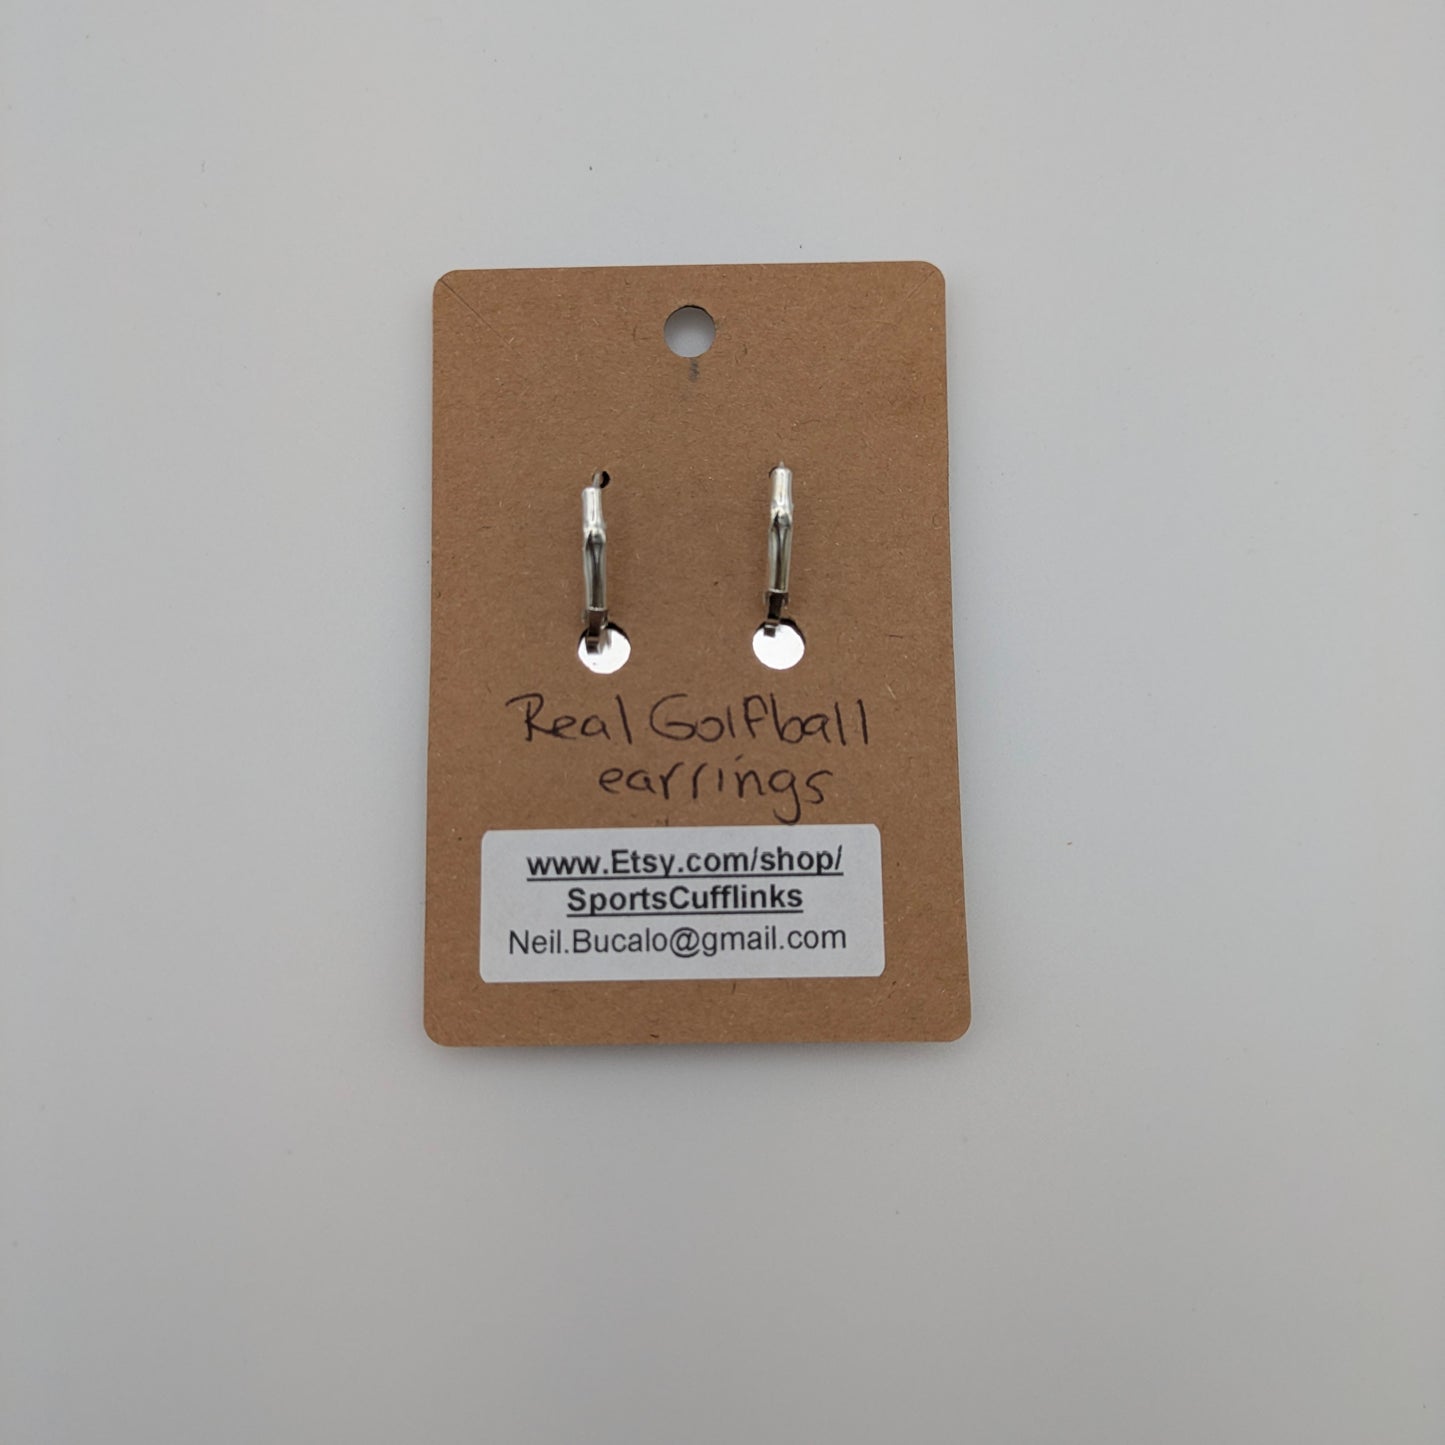 Real Golfball
earrings
www.Etsy.com/shop/
SportsCufflinks
Neil.Bucalo@gmail.com